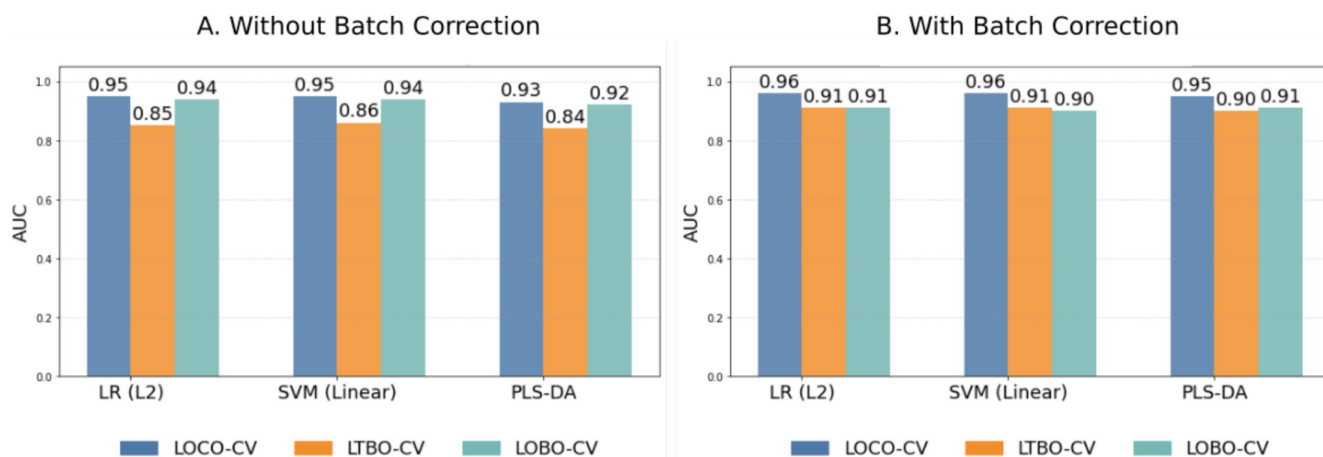 A. Without Batch Correction
AUC
1.0
0.8
0.6
0.4
0.2
0.0
0.95 0.85 0.94
0.95 0.86 0.94
0.93 0.84 0.92
LR (L2) SVM (Linear) PLS-DA
LOCO-CV LTBO-CV LOBO-CV
B. With Batch Correction
AUC
1.0
0.8
0.6
0.4
0.2
0.0
0.96 0.91 0.91
0.96 0.91 0.90
0.95 0.90 0.91
LR (L2) SVM (Linear) PLS-DA
LOCO-CV LTBO-CV LOBO-CV